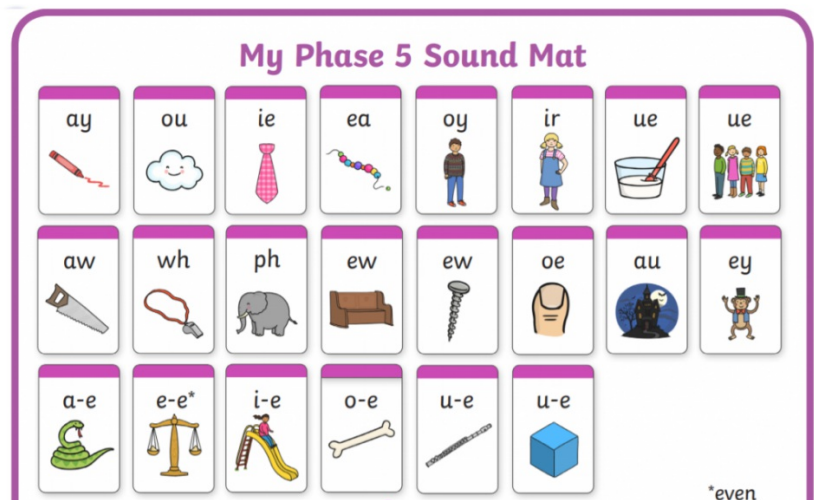 My Phase 5 Sound Mat
ay ou ie ea oy ir ue ue
aw wh ph ew ew oe au ey
a-e e-e* i-e o-e u-e u-e
*even